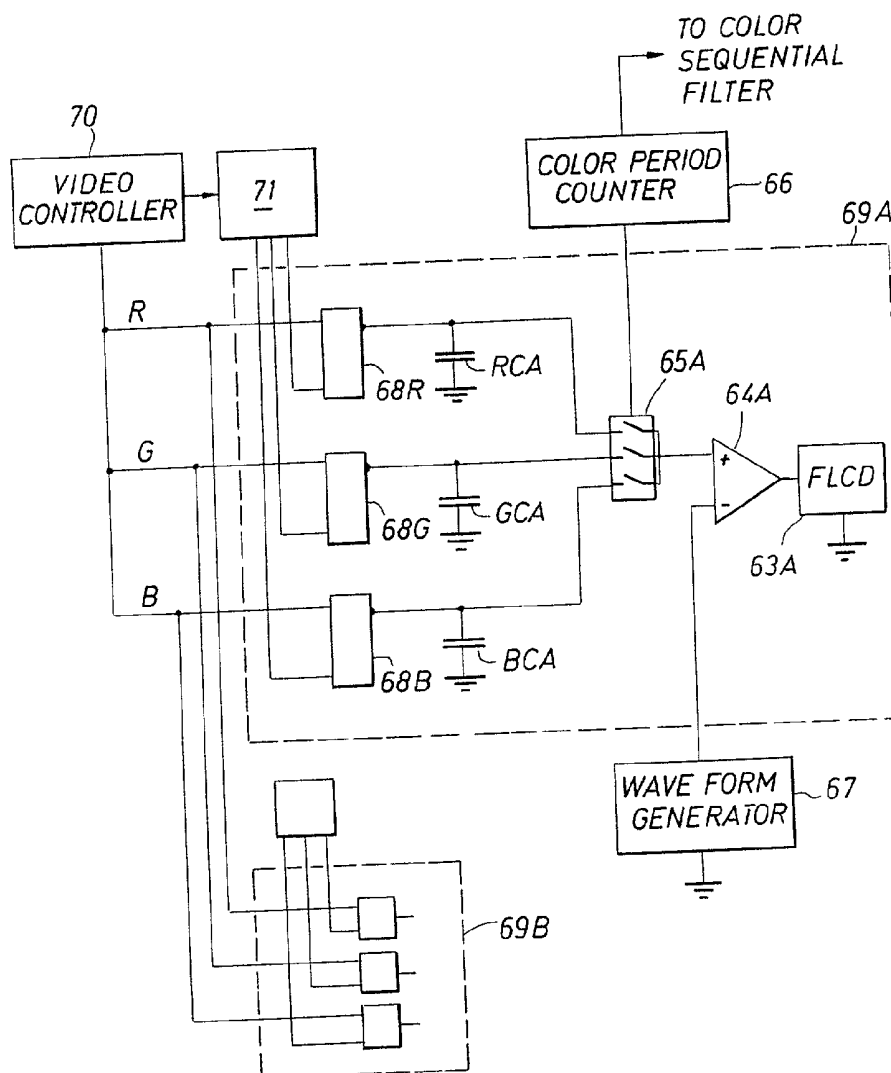 TO COLOR
SEQUENTIAL
FILTER
70
VIDEO
CONTROLLER
71
COLOR PERIOD
COUNTER
66
69A
R
RCA
68R
65A
64A
G
GCA
68G
+
-
FLCD
63A
B
BCA
68B
WAVE FORM
GENERATOR
67
69B